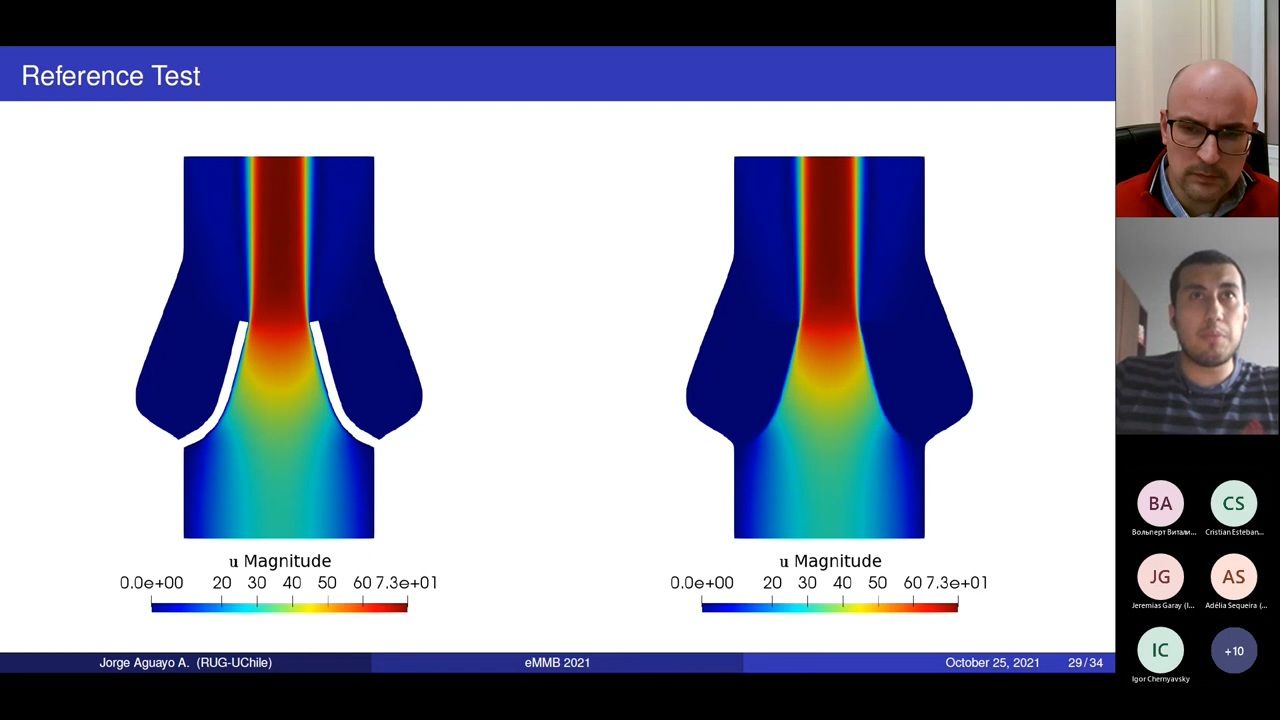 Reference Test
u Magnitude
0.0e+00 20 30 40 50 60 7.3e+01
u Magnitude
0.0e+00 20 30 40 50 60 7.3e+01
Jorge Aguayo A. (RUG-UChile) eMMB 2021 October 25, 2021 29/34
BA CS
Вольперт Витали... Cristian Esteban...
JG AS
Jeremias Garay (I... Adélia Sequeira (...
IC +10
Igor Chernyavsky